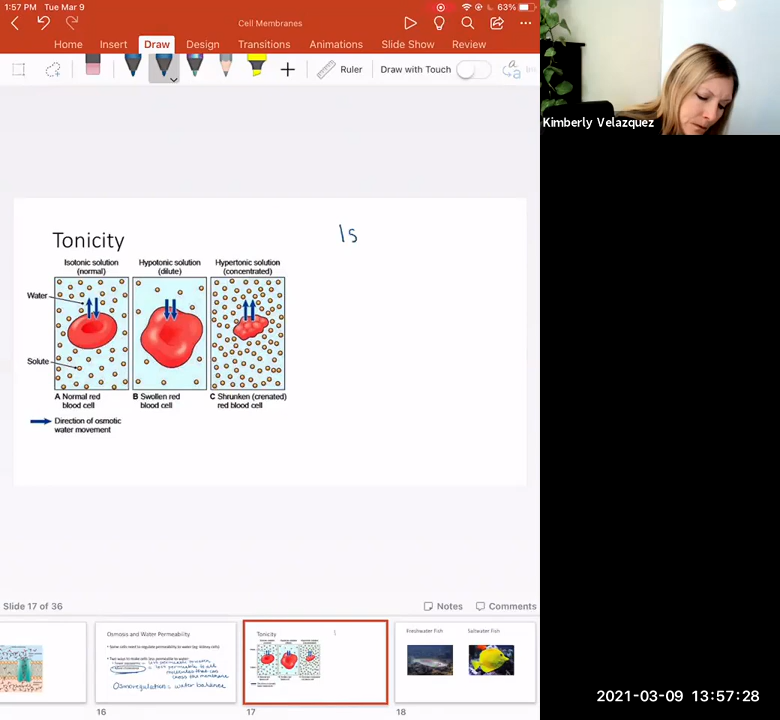 1:57 PM Tue Mar 9
63%
Cell Membranes
Home Insert Draw Design Transitions Animations Slide Show Review
Ruler
Draw with Touch
Kimberly Velazquez
Is
Tonicity
Isotonic solution
(normal)
Hypotonic solution
(dilute)
Hypertonic solution
(concentrated)
Water
Solute
A Normal red
blood cell
B Swollen red
blood cell
C Shrunken (crenated)
red blood cell
Direction of osmotic
water movement
Slide 17 of 36
Notes
Comments
Osmosis and Water Permeability
Osmoregulation = water balance
Tonicity
Freshwater Fish
Saltwater Fish
16
17
18
2021-03-09 13:57:28